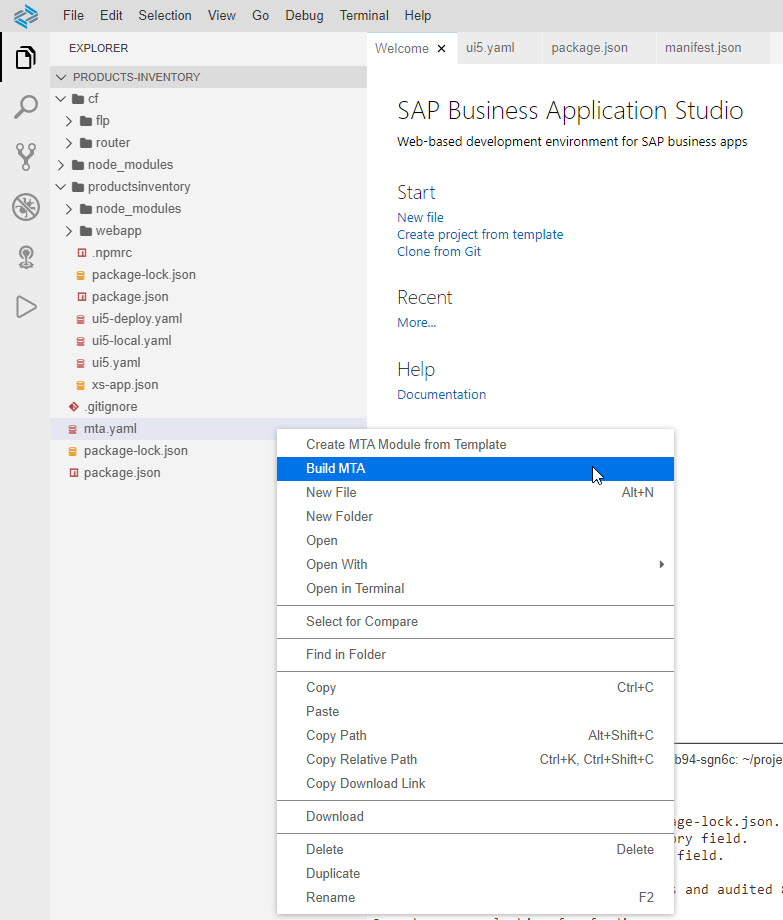 File Edit Selection View Go Debug Terminal Help
EXPLORER
PRODUCTS-INVENTORY
cf
flp
router
node_modules
productsinventory
node_modules
webapp
.npmrc
package-lock.json
package.json
ui5-deploy.yaml
ui5-local.yaml
ui5.yaml
xs-app.json
.gitignore
mta.yaml
package-lock.json
package.json
Welcome ui5.yaml package.json manifest.json
SAP Business Application Studio
Web-based development environment for SAP business apps
Start
New file
Create project from template
Clone from Git
Recent
More...
Help
Documentation
Create MTA Module from Template
Build MTA
New File Alt+N
New Folder
Open
Open With
Open in Terminal
Select for Compare
Find in Folder
Copy Ctrl+C
Paste
Copy Path Alt+Shift+C
Copy Relative Path Ctrl+K, Ctrl+Shift+C
Copy Download Link
Download
Delete Delete
Duplicate
Rename F2
b94-sgn6c: ~/proje
age-lock.json.
ory field.
field.
s and audited